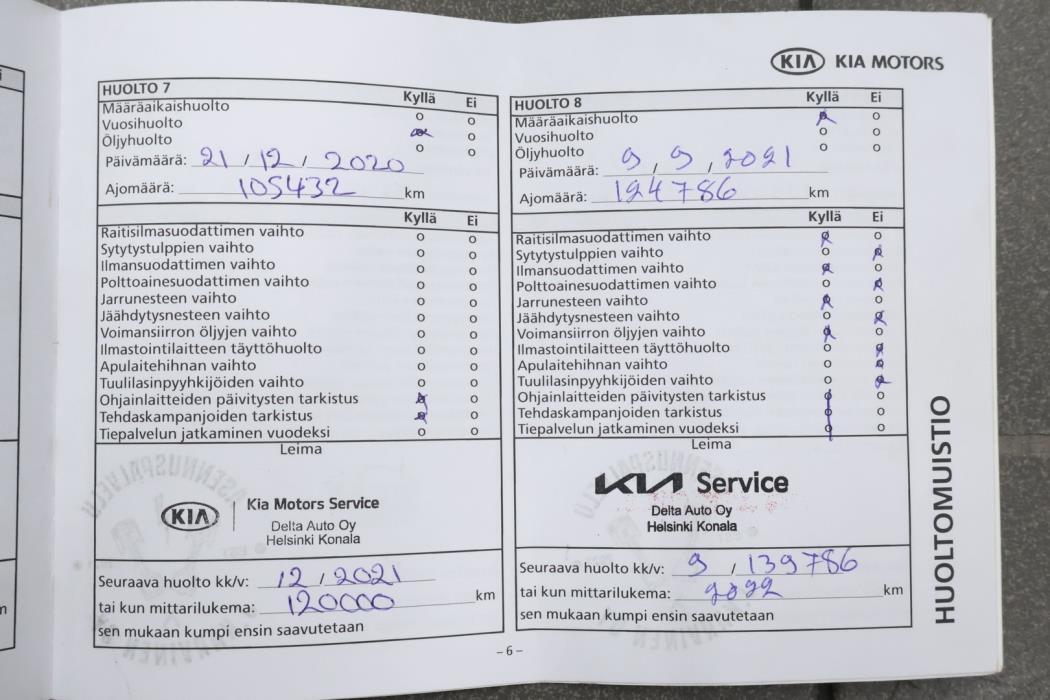 KIA KIA MOTORS
HUOLTO 7 Kyllä Ei
Määräaikaishuolto
Vuosihuolto
Öljyhuolto
Päivämäärä: 21 / 12 / 2020
Ajomäärä: 105432 km
Kyllä Ei
Raitisilmasuodattimen vaihto
Sytytystulppien vaihto
Ilmansuodattimen vaihto
Polttoainesuodattimen vaihto
Jarrunesteen vaihto
Jäähdytysnesteen vaihto
Voimansiirron öljyjen vaihto
Ilmastointilaitteen täyttöhuolto
Apulaitehihnan vaihto
Tuulilasinpyyhkijöiden vaihto
Ohjainlaitteiden päivitysten tarkistus
Tehdaskampanjoiden tarkistus
Tiepalvelun jatkaminen vuodeksi
Leima
KIA Kia Motors Service
Delta Auto Oy
Helsinki Konala
Seuraava huolto kk/v: 12 / 2021
tai kun mittarilukema: 120000 km
sen mukaan kumpi ensin saavutetaan
HUOLTO 8 Kyllä Ei
Määräaikaishuolto
Vuosihuolto
Öljyhuolto
Päivämäärä: 9 / 9 / 2021
Ajomäärä: 124786 km
Kyllä Ei
Raitisilmasuodattimen vaihto
Sytytystulppien vaihto
Ilmansuodattimen vaihto
Polttoainesuodattimen vaihto
Jarrunesteen vaihto
Jäähdytysnesteen vaihto
Voimansiirron öljyjen vaihto
Ilmastointilaitteen täyttöhuolto
Apulaitehihnan vaihto
Tuulilasinpyyhkijöiden vaihto
Ohjainlaitteiden päivitysten tarkistus
Tehdaskampanjoiden tarkistus
Tiepalvelun jatkaminen vuodeksi
Leima
KIA Service
Delta Auto Oy
Helsinki Konala
Seuraava huolto kk/v: 9 / 139786
tai kun mittarilukema: 2022 km
sen mukaan kumpi ensin saavutetaan
HUOLTOMUISTIO
– 6 –